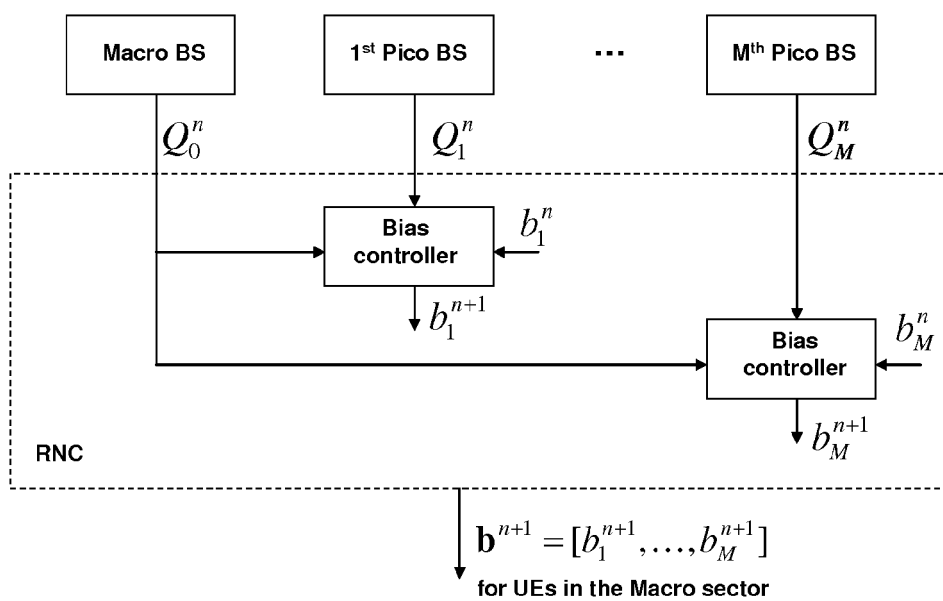 Macro BS
1st Pico BS
...
Mth Pico BS
Q_0^n
Q_1^n
Q_M^n
Bias controller
b_1^n
b_1^{n+1}
Bias controller
b_M^n
b_M^{n+1}
RNC
b^{n+1} = [b_1^{n+1},...,b_M^{n+1}]
for UEs in the Macro sector